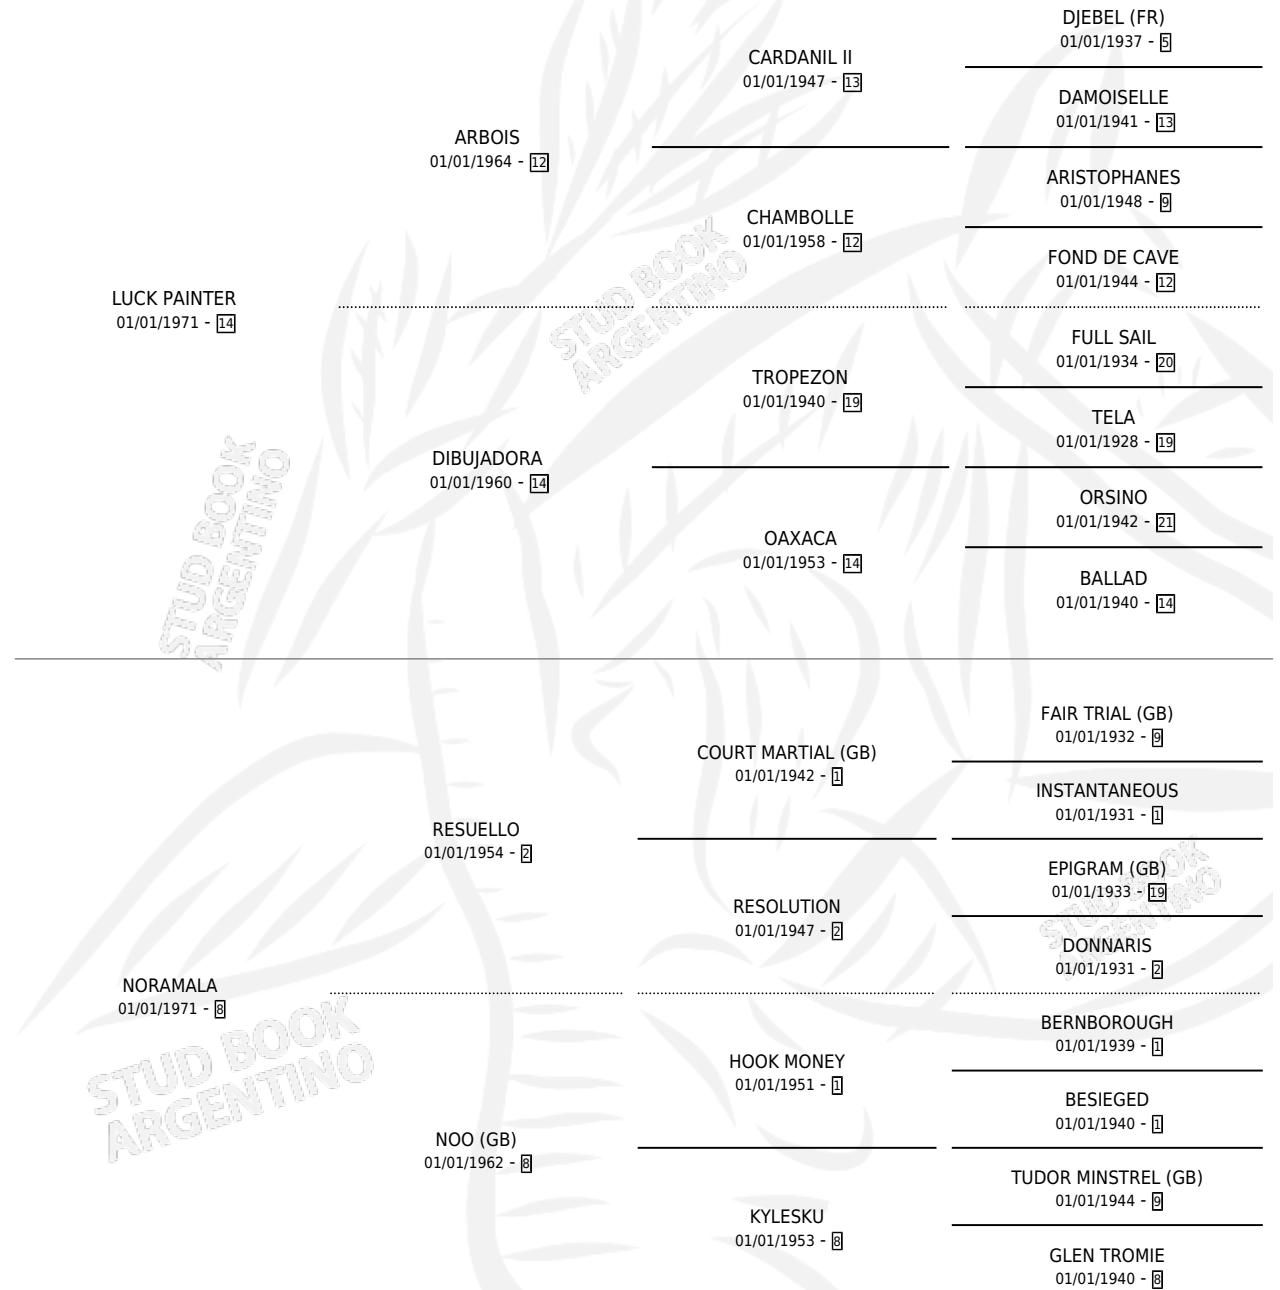 DJEBEL (FR)
01/01/1937 - 5
CARDANIL II
01/01/1947 - 13
DAMOISELLE
01/01/1941 - 13
ARBOIS
01/01/1964 - 12
ARISTOPHANES
01/01/1948 - 9
CHAMBOLLE
01/01/1958 - 12
FOND DE CAVE
01/01/1944 - 12
LUCK PAINTER
01/01/1971 - 14
STUD BOOK
ARGENTINO
FULL SAIL
01/01/1934 - 20
TROPEZON
01/01/1940 - 19
TELA
01/01/1928 - 19
DIBUJADORA
01/01/1960 - 14
ORSINO
01/01/1942 - 21
OAXACA
01/01/1953 - 14
BALLAD
01/01/1940 - 14
STUD BOOK
ARGENTINO
FAIR TRIAL (GB)
01/01/1932 - 9
COURT MARTIAL (GB)
01/01/1942 - 1
INSTANTANEOUS
01/01/1931 - 1
RESUELLO
01/01/1954 - 2
EPIGRAM (GB)
01/01/1933 - 19
RESOLUTION
01/01/1947 - 2
DONNARIS
01/01/1931 - 2
STUD BOOK
ARGENTINO
NORAMALA
01/01/1971 - 8
BERNBOROUGH
01/01/1939 - 1
HOOK MONEY
01/01/1951 - 1
BESIEGED
01/01/1940 - 1
STUD BOOK
ARGENTINO
NOO (GB)
01/01/1962 - 8
TUDOR MINSTREL (GB)
01/01/1944 - 9
KYLESKU
01/01/1953 - 8
GLEN TROMIE
01/01/1940 - 8